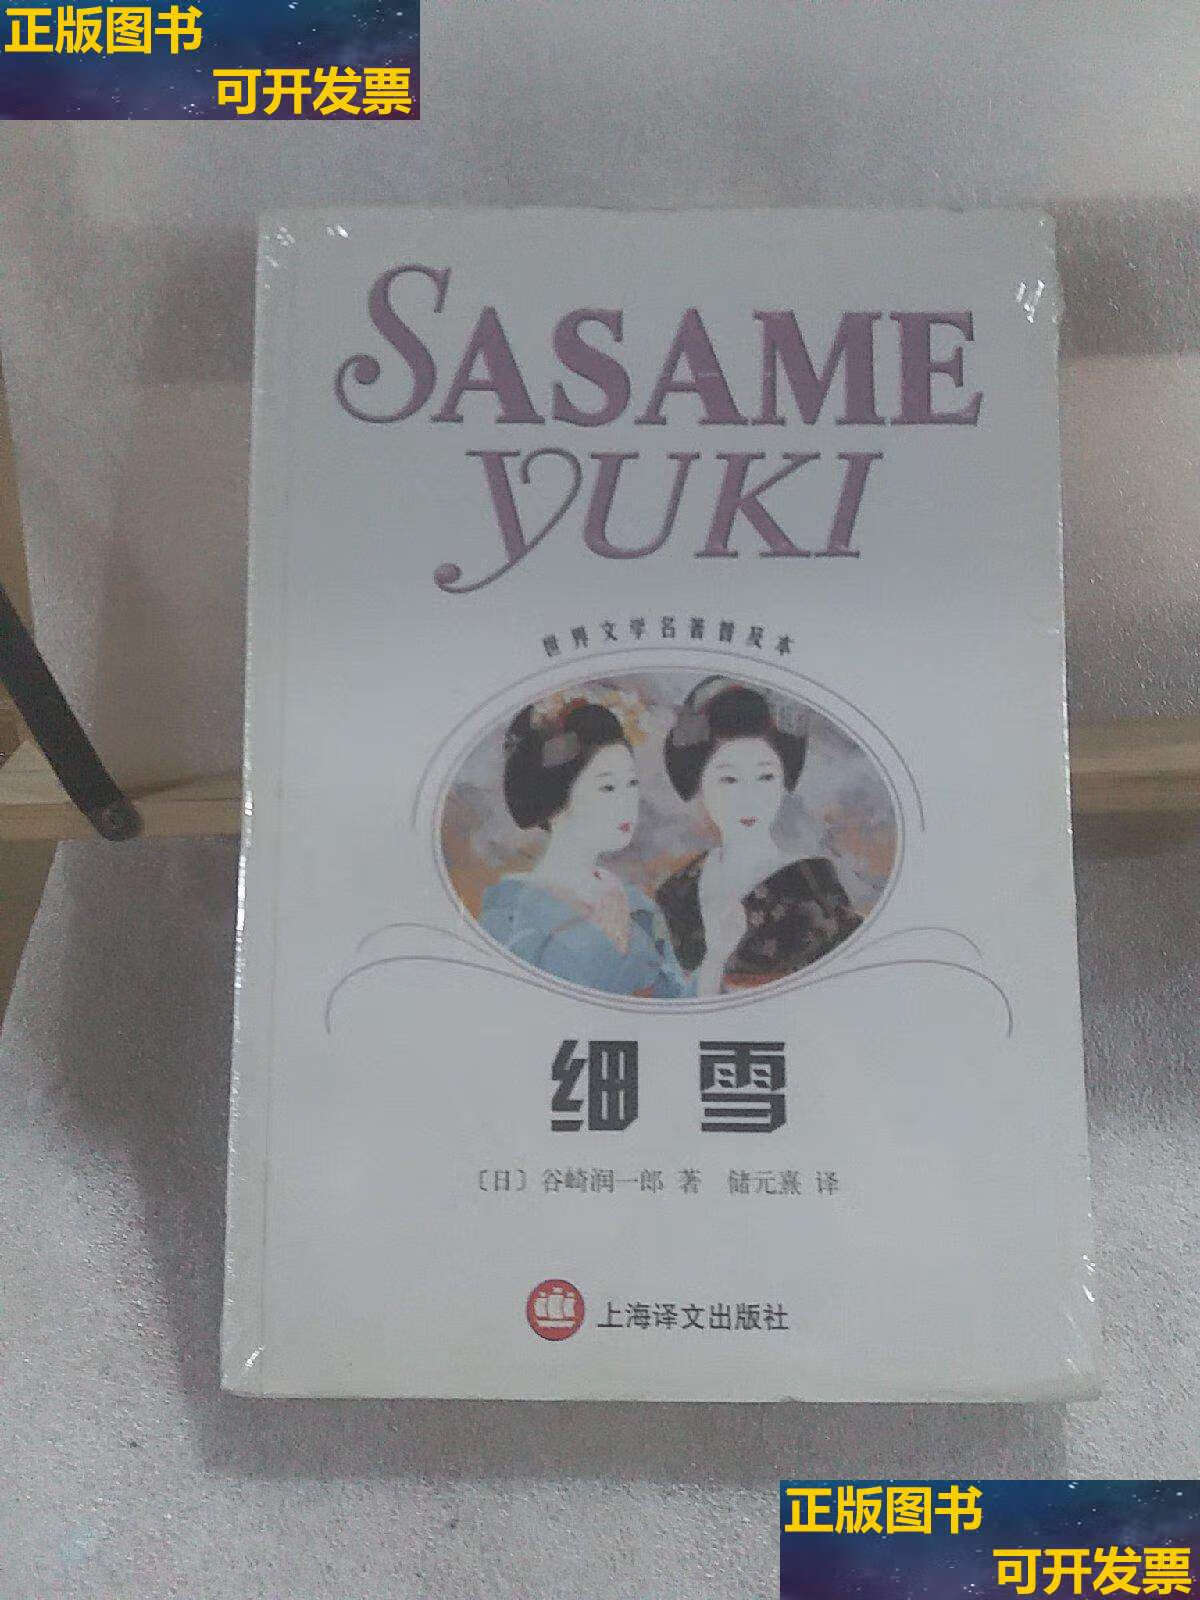 正版图书
可开发票
SASAME
YUKI
世界文学名著普及本
细雪
〔日〕谷崎润一郎 著 储元熹 译
上海译文出版社
正版图书
可开发票